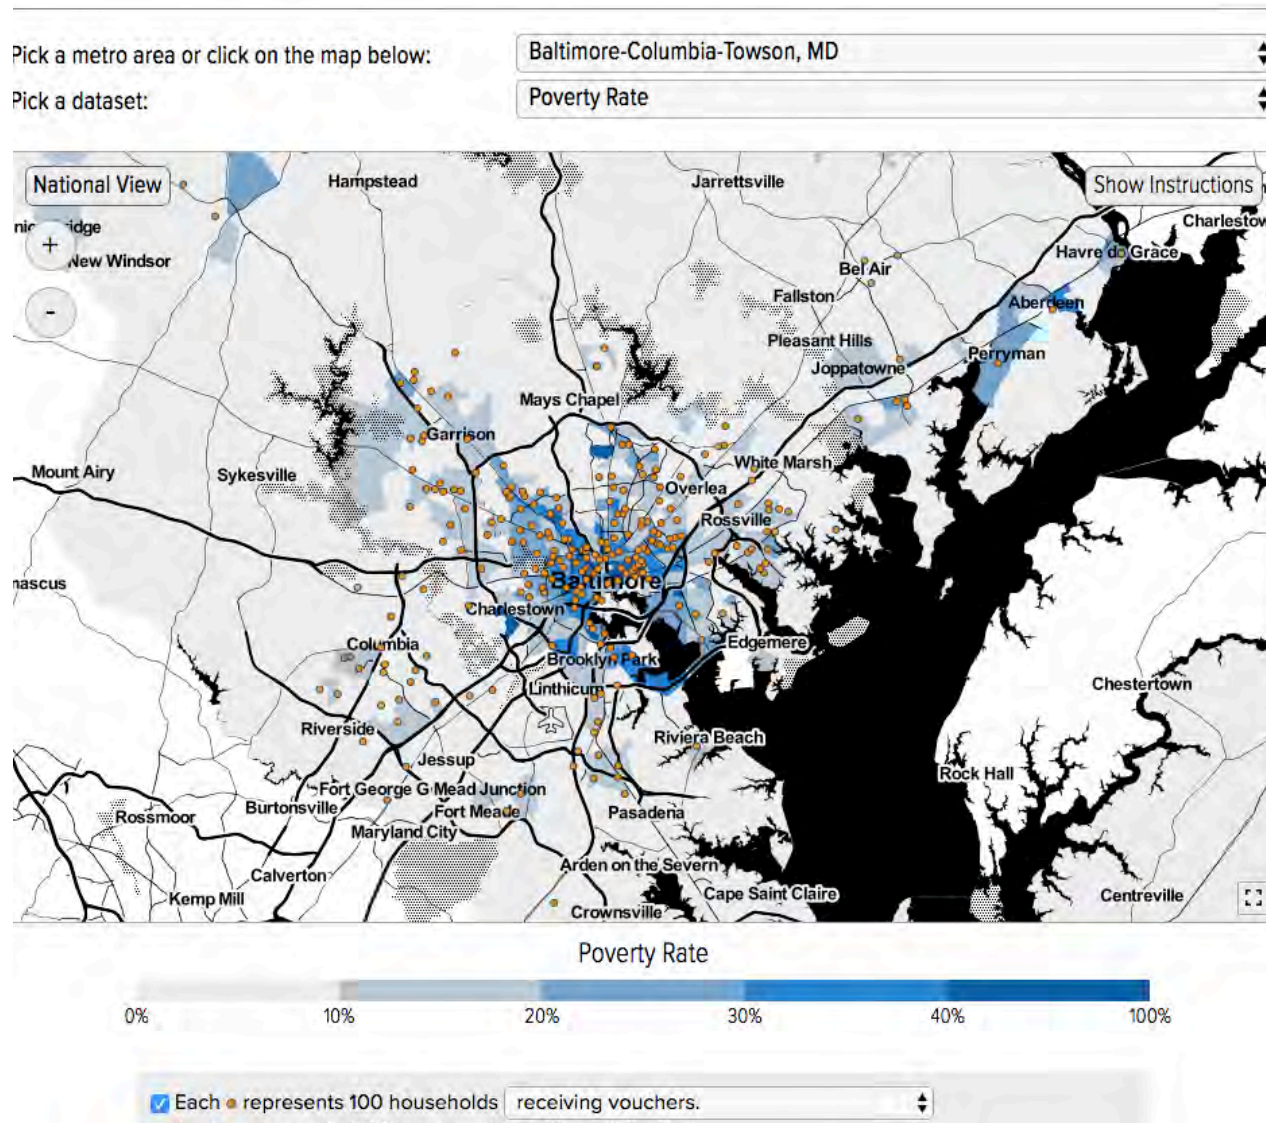 Pick a metro area or click on the map below:
Baltimore-Columbia-Towson, MD
Pick a dataset:
Poverty Rate
National View
Hampstead
Jarrettsville
Show Instructions
Charlestow
+
New Windsor
Havre de Grace
Bel Air
Fallston
Aberdeen
-
Pleasant Hills
Perryman
Joppatowne
Mays Chapel
Garrison
Mount Airy
Sykesville
White Marsh
Overlea
Rossville
nascus
Baltimore
Charlestown
Columbia
Edgemere
Brooklyn Park
Linthicum
Chestertown
Riverside
Riviera Beach
Jessup
Rock Hall
Fort George G Mead Junction
Burtonsville
Fort Meade
Pasadena
Rossmoor
Maryland City
Arden on the Severn
Calverton
Cape Saint Claire
Kemp Mill
Centreville
Crownsville
Poverty Rate
0% 10% 20% 30% 40% 100%
Each represents 100 households receiving vouchers.